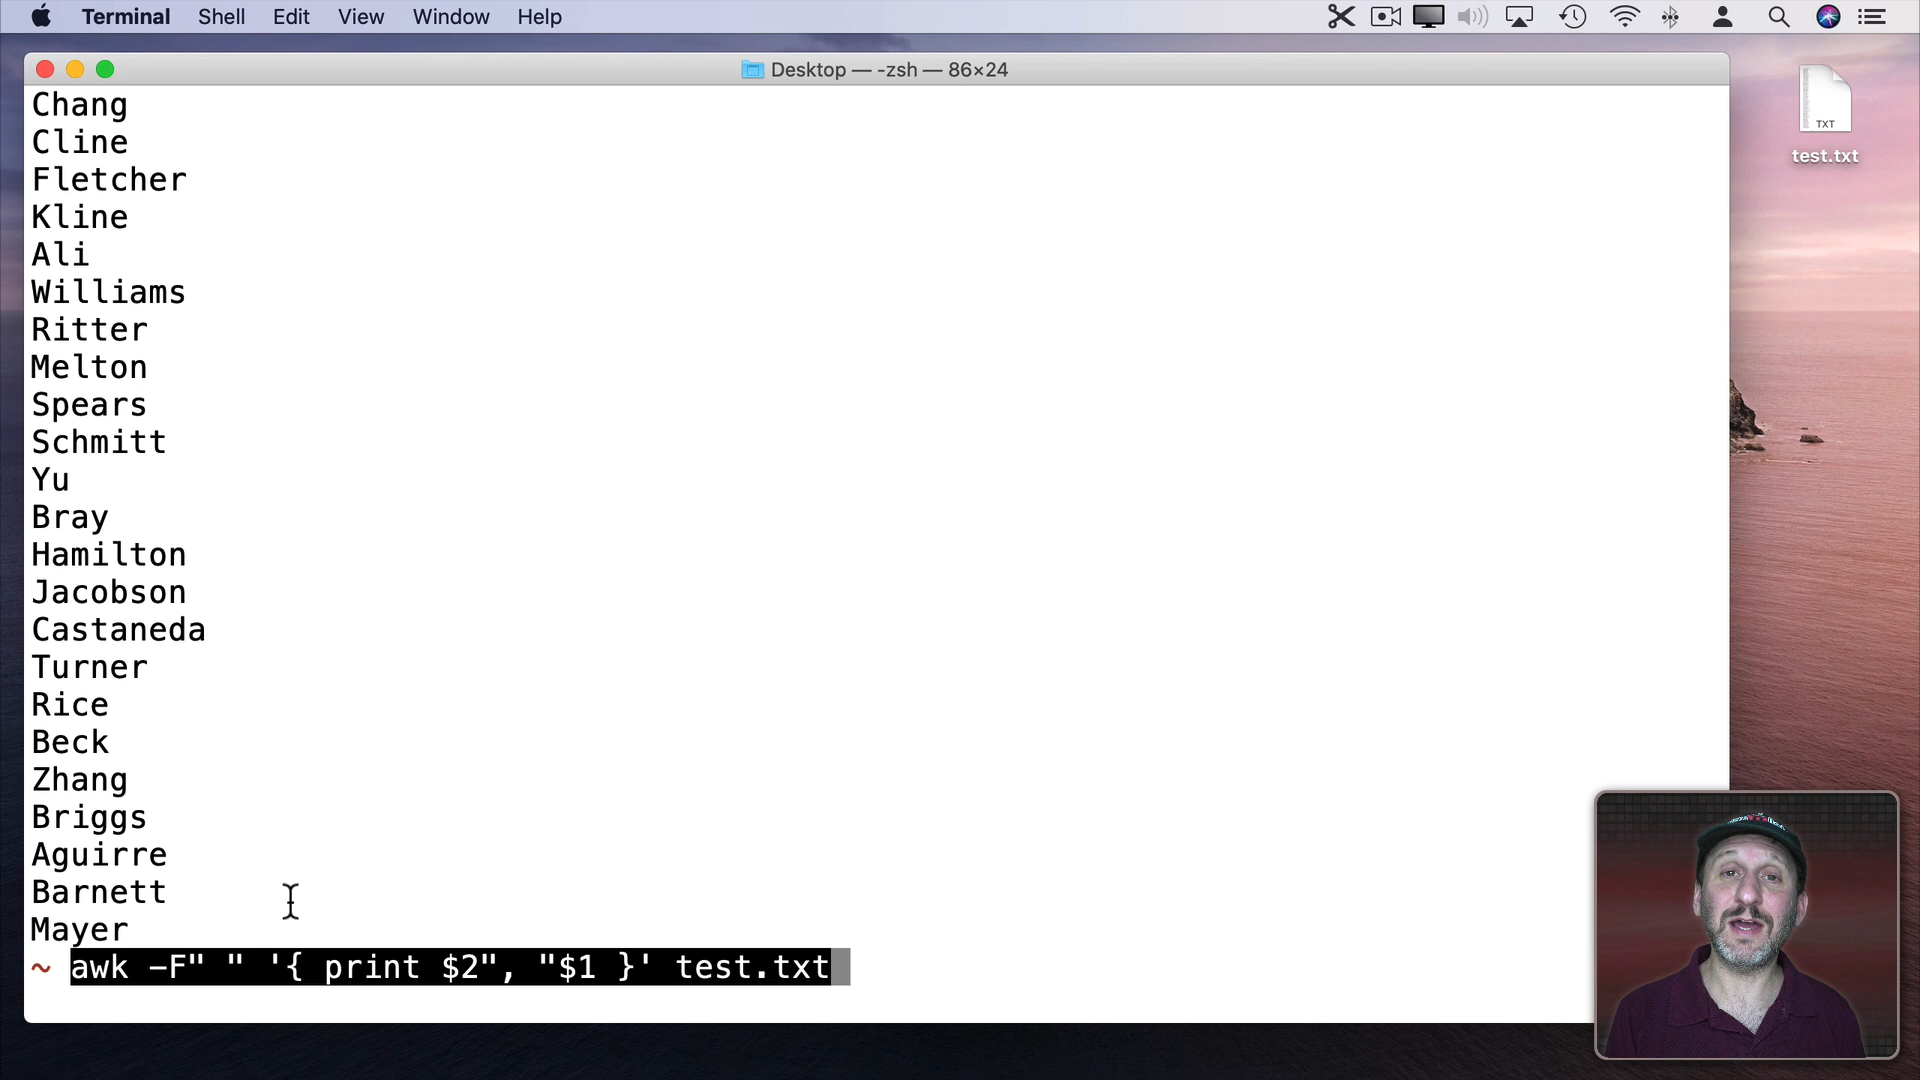 Terminal Shell Edit View Window Help
Desktop — -zsh — 86×24
Chang
Cline
Fletcher
Kline
Ali
Williams
Ritter
Melton
Spears
Schmitt
Yu
Bray
Hamilton
Jacobson
Castaneda
Turner
Rice
Beck
Zhang
Briggs
Aguirre
Barnett
Mayer
~ awk -F" " '{ print $2", "$1 }' test.txt
TXT
test.txt